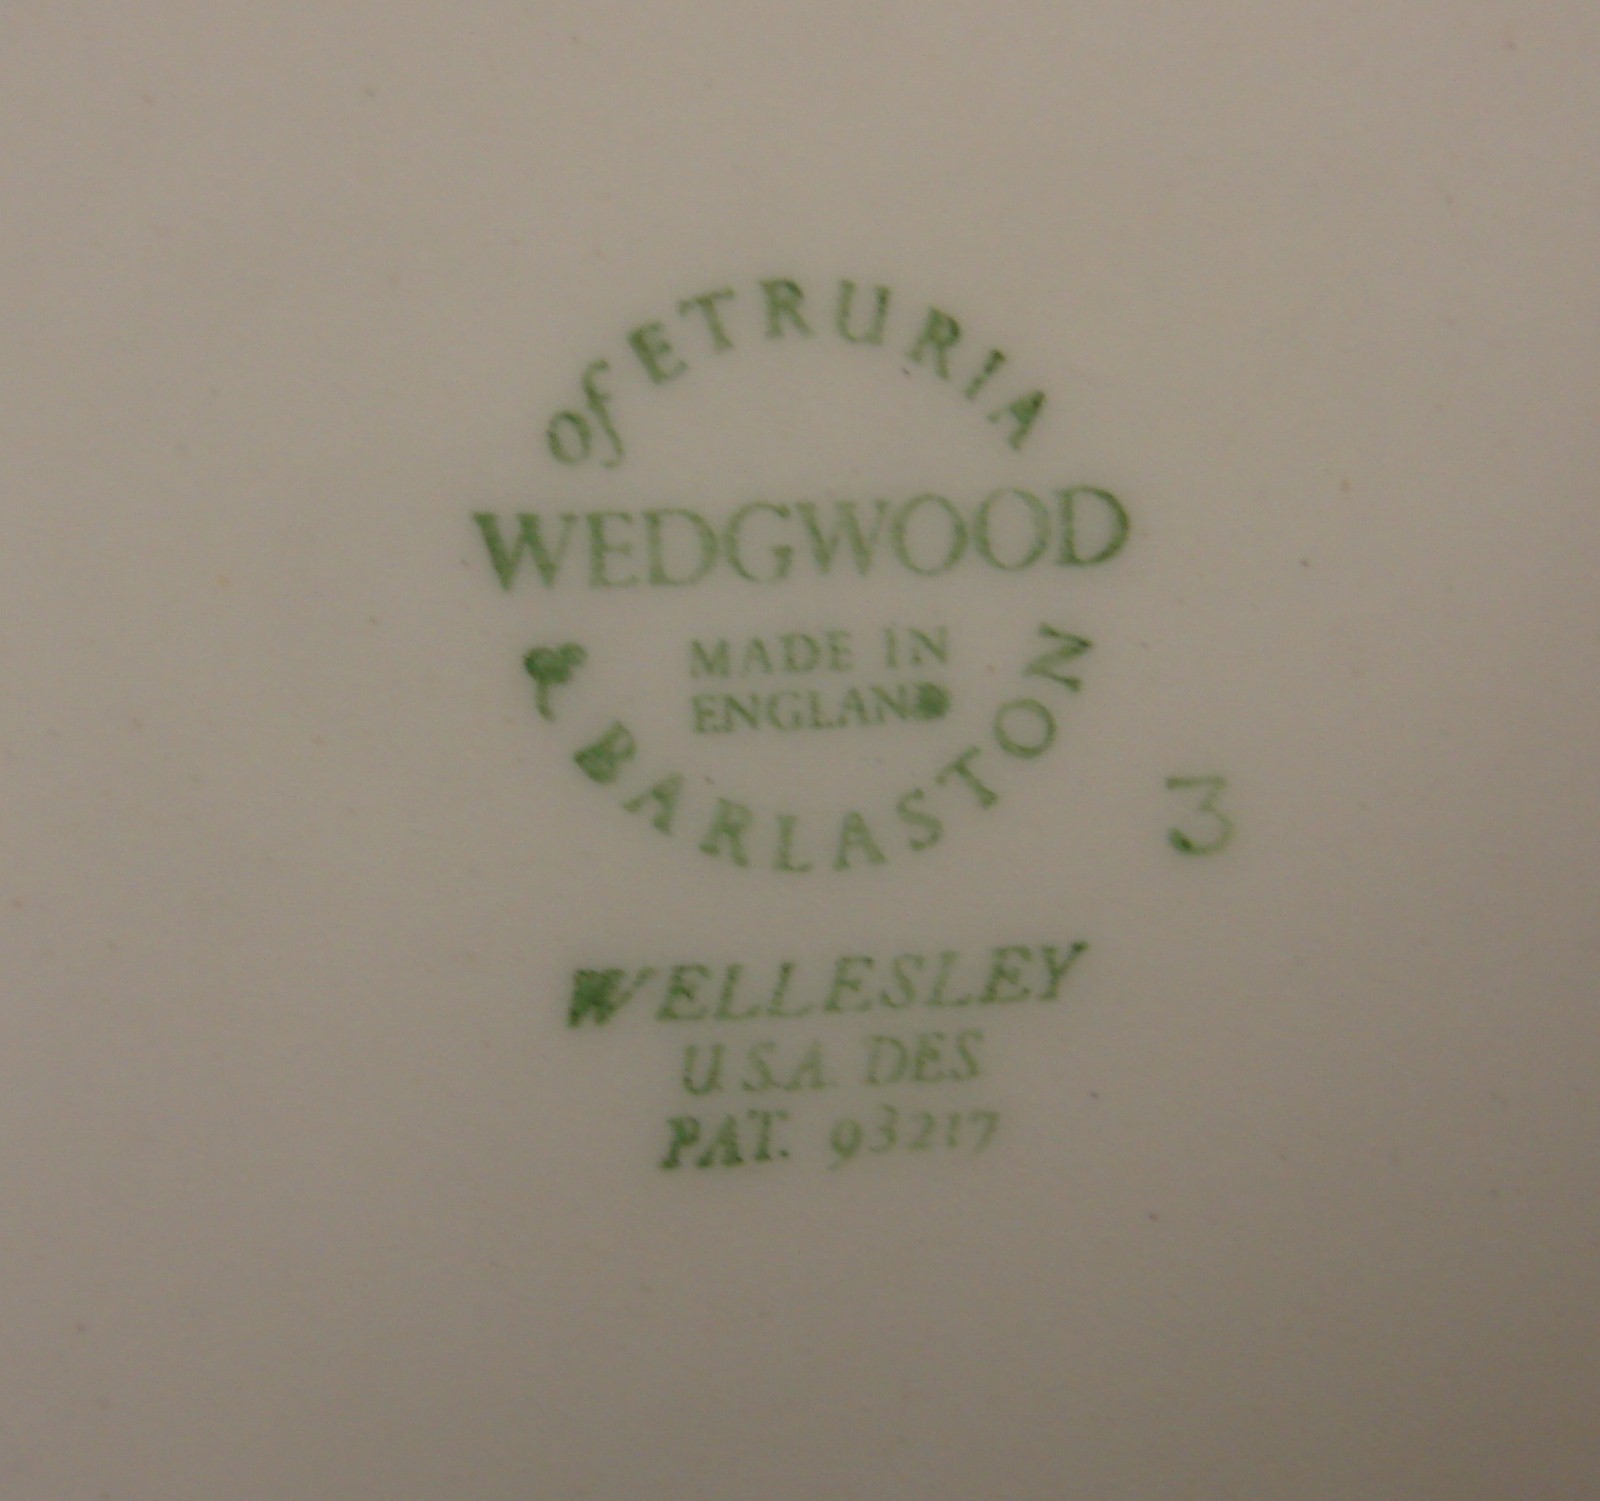 of ETRURIA
WEDGWOOD
MADE IN
ENGLAND
& BARLASTON
3
WELLESLEY
U.S.A. DES
PAT. 93217